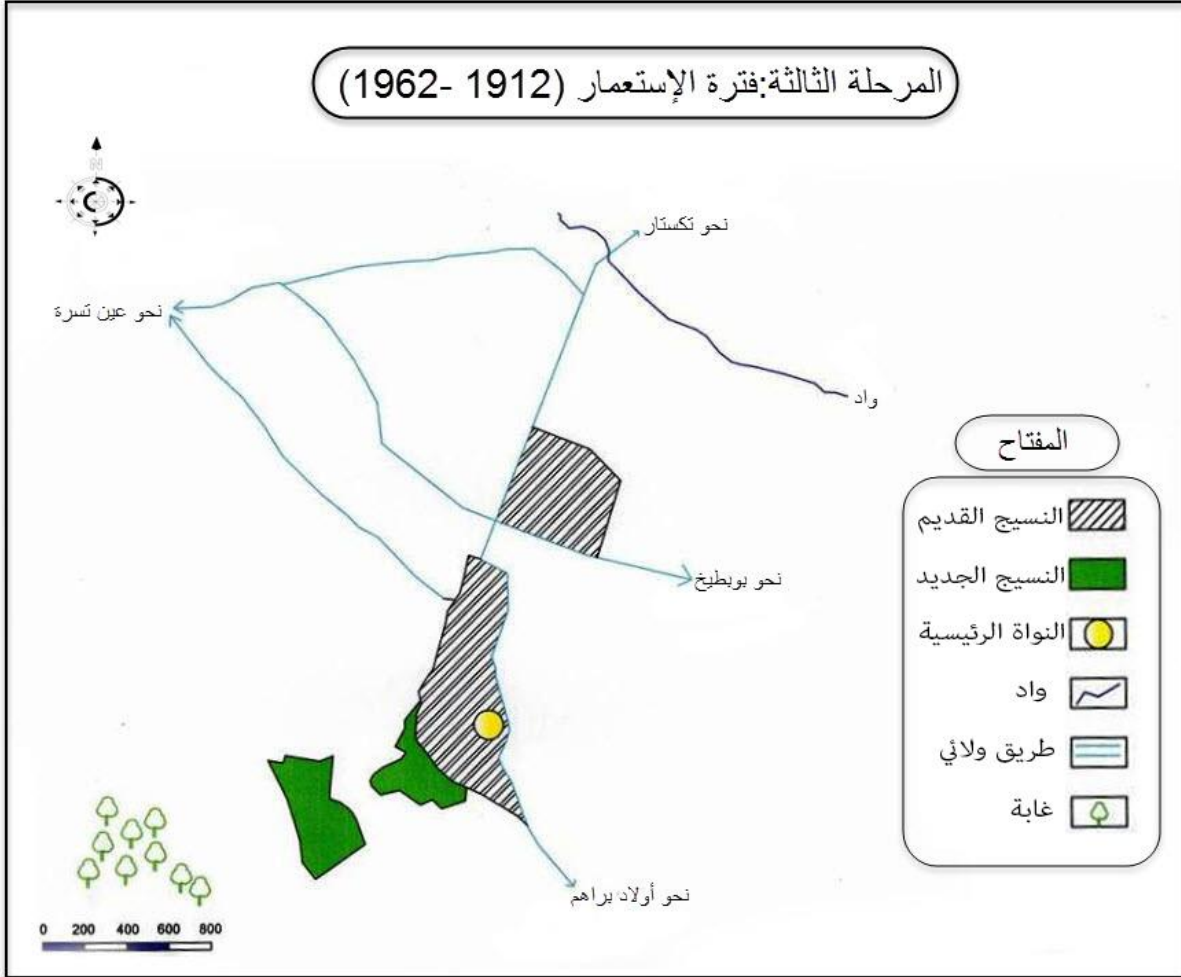 المرحلة الثالثة:فترة الإستعمار (1912 -1962)
N
نحو تكستار
نحو عين تسرة
واد
نحو بوبطيخ
نحو أولاد براهم
المفتاح
النسيج القديم
النسيج الجديد
النواة الرئيسية
واد
طريق ولائي
غابة
0 200 400 600 800